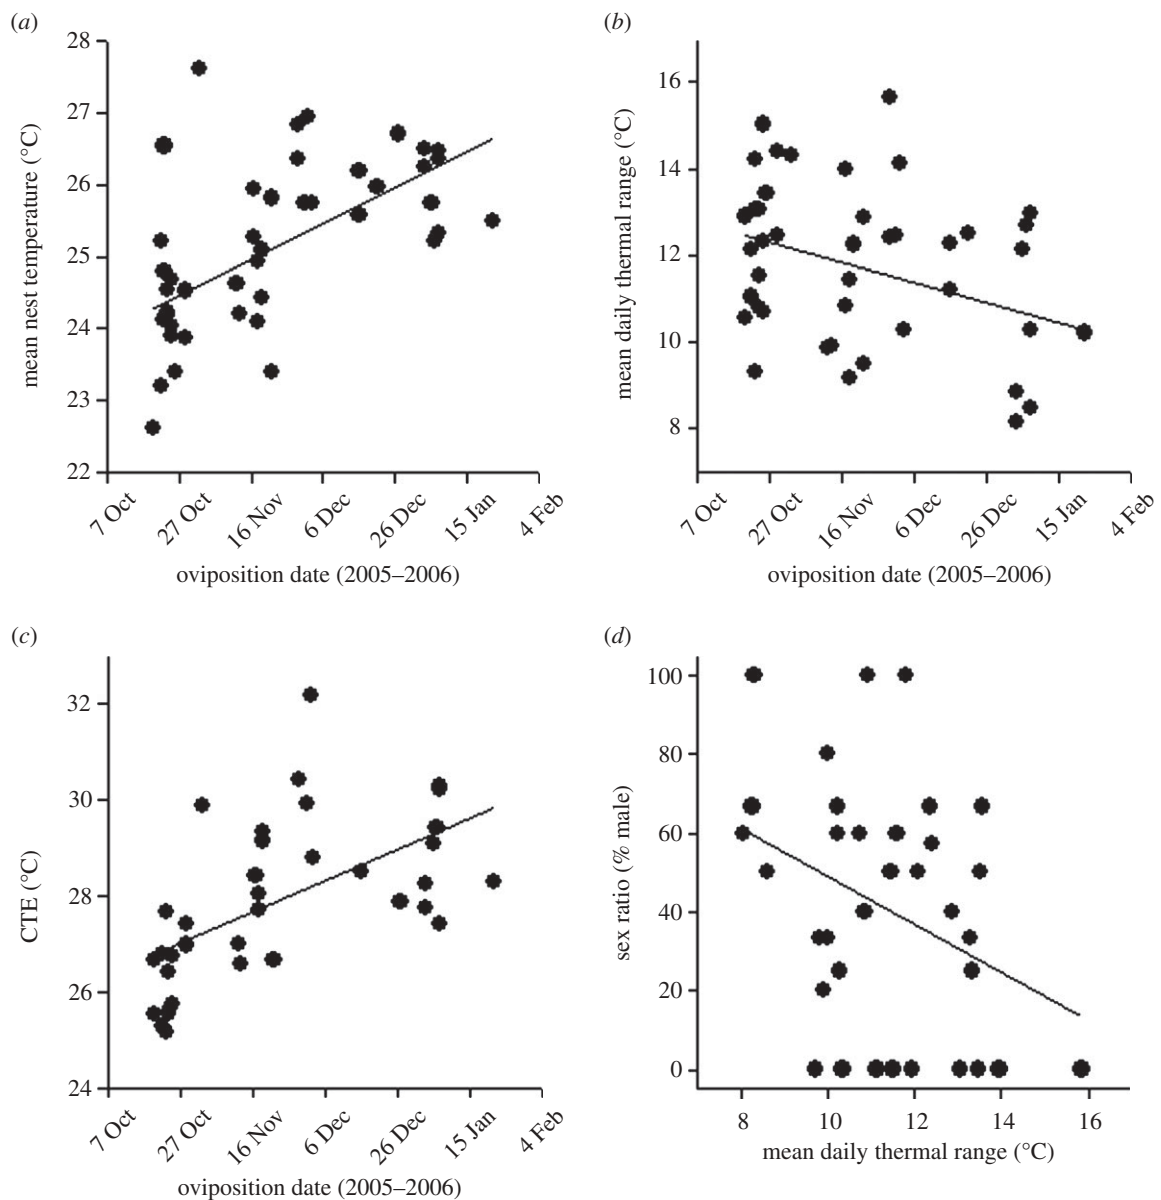 (a)
28
27
26
25
24
23
22
mean nest temperature (°C)
7 Oct
27 Oct
16 Nov
6 Dec
26 Dec
15 Jan
4 Feb
oviposition date (2005–2006)
(b)
16
14
12
10
8
mean daily thermal range (°C)
7 Oct
27 Oct
16 Nov
6 Dec
26 Dec
15 Jan
4 Feb
oviposition date (2005–2006)
(c)
32
30
28
26
24
CTE (°C)
7 Oct
27 Oct
16 Nov
6 Dec
26 Dec
15 Jan
4 Feb
oviposition date (2005–2006)
(d)
100
80
60
40
20
0
sex ratio (% male)
8
10
12
14
16
mean daily thermal range (°C)